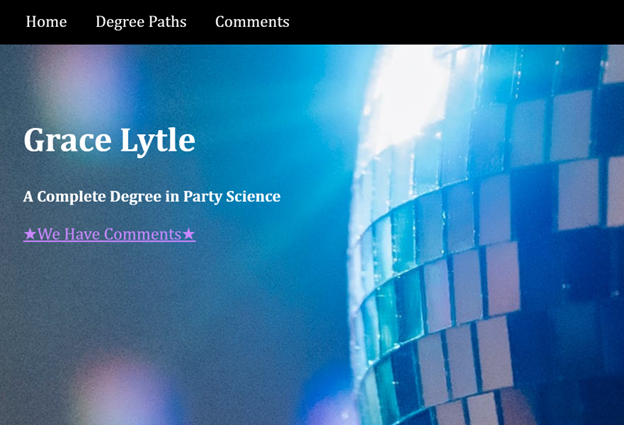 Home Degree Paths Comments
Grace Lytle
A Complete Degree in Party Science
★We Have Comments★